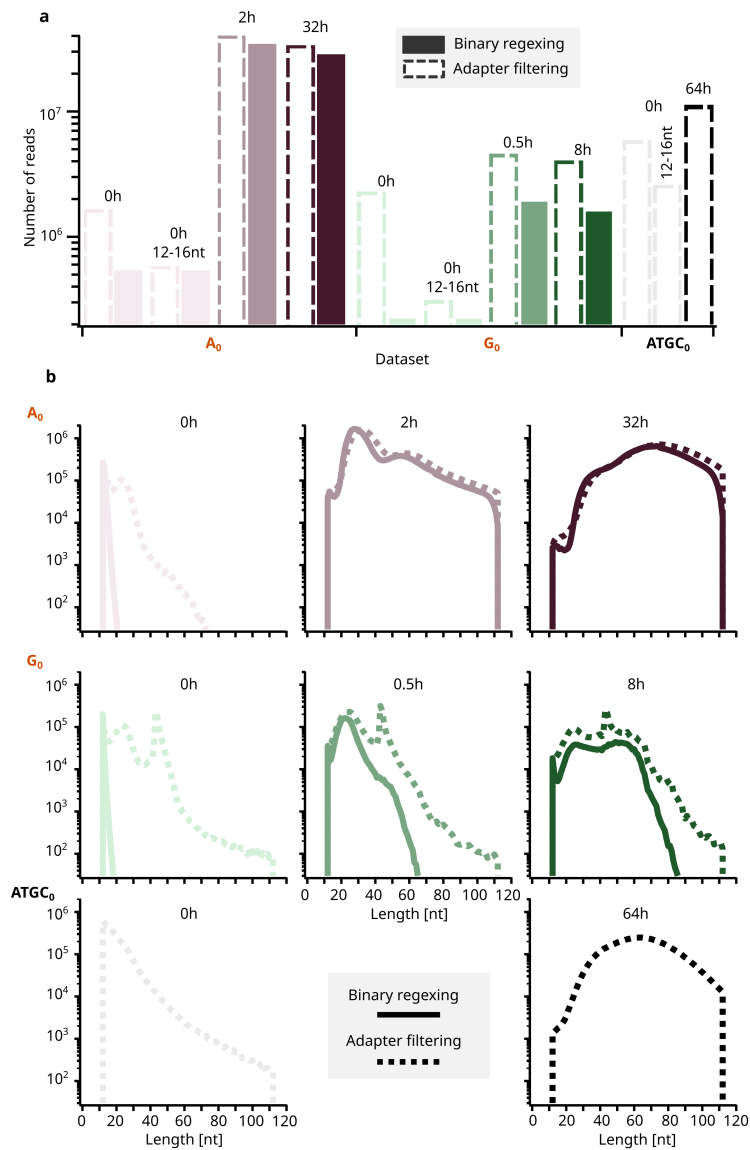 a
2h
32h
Binary regexing
Adapter filtering
64h
0h
10⁷
12-16nt
0.5h
8h
0h
0h
0h
12-16nt
0h
12-16nt
10⁶
Number of reads
A₀
G₀
ATGC₀
Dataset
b
A₀
0h
2h
32h
10⁶
10⁵
10⁴
10³
10²
G₀
0h
0.5h
8h
10⁶
10⁵
10⁴
10³
10²
0 20 40 60 80 100 120
Length [nt]
ATGC₀
0h
64h
10⁶
10⁵
10⁴
10³
10²
Binary regexing
Adapter filtering
0 20 40 60 80 100 120
0 20 40 60 80 100 120
Length [nt]
Length [nt]